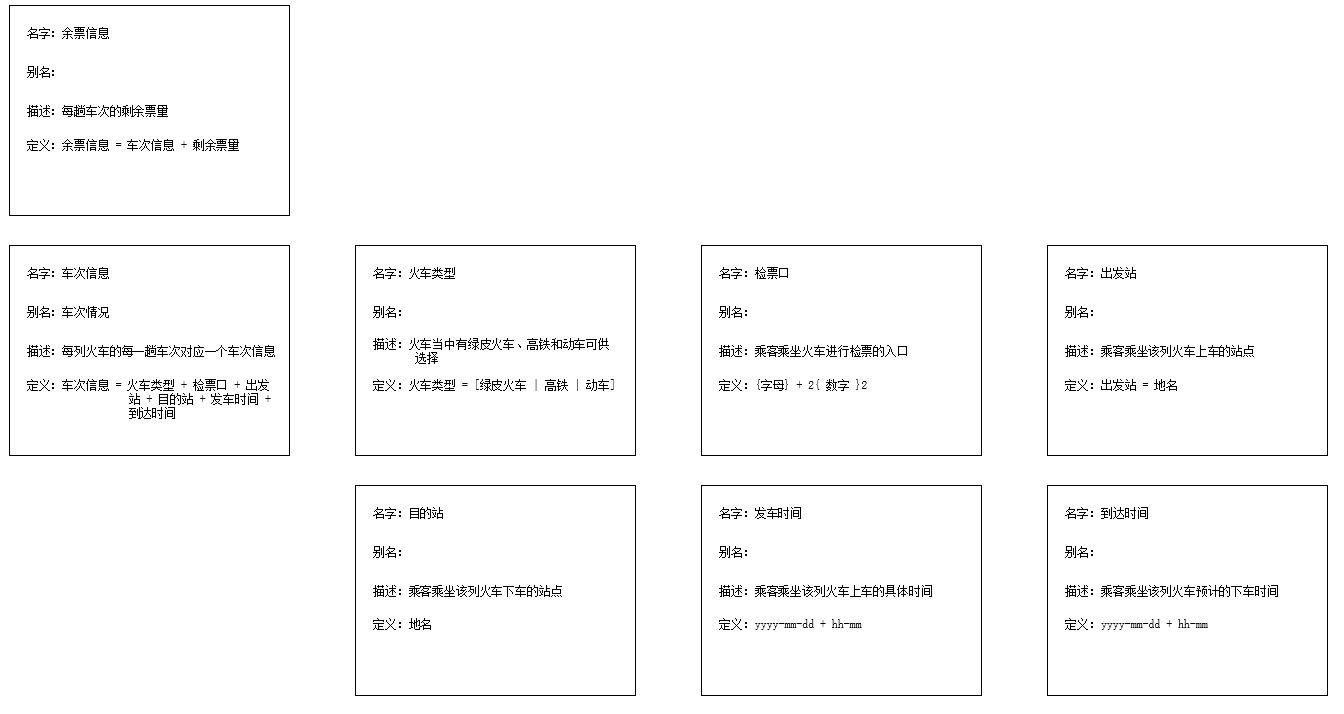 名字：余票信息
别名：
描述：每趟车次的剩余票量
定义：余票信息 = 车次信息 + 剩余票量
名字：车次信息
别名：车次情况
描述：每列火车的每一趟车次对应一个车次信息
定义：车次信息 = 火车类型 + 检票口 + 出发
站 + 目的站 + 发车时间 +
到达时间
名字：火车类型
别名：
描述：火车当中有绿皮火车、高铁和动车可供
选择
定义：火车类型 = [绿皮火车 | 高铁 | 动车]
名字：检票口
别名：
描述：乘客乘坐火车进行检票的入口
定义：{字母} + 2{ 数字 }2
名字：出发站
别名：
描述：乘客乘坐该列火车上车的站点
定义：出发站 = 地名
名字：目的站
别名：
描述：乘客乘坐该列火车下车的站点
定义：地名
名字：发车时间
别名：
描述：乘客乘坐该列火车上车的具体时间
定义：yyyy-mm-dd + hh-mm
名字：到达时间
别名：
描述：乘客乘坐该列火车预计的下车时间
定义：yyyy-mm-dd + hh-mm